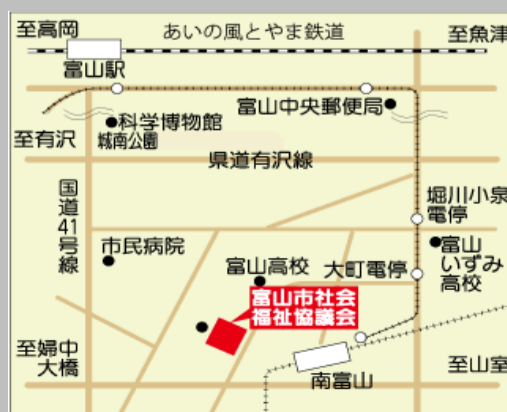 至高岡
あいの風とやま鉄道
至魚津
富山駅
富山中央郵便局
科学博物館
城南公園
至有沢
県道有沢線
国道41号線
堀川小泉
電停
市民病院
富山高校
大町電停
富山
いずみ
高校
富山市社会
福祉協議会
至婦中
大橋
南富山
至山室